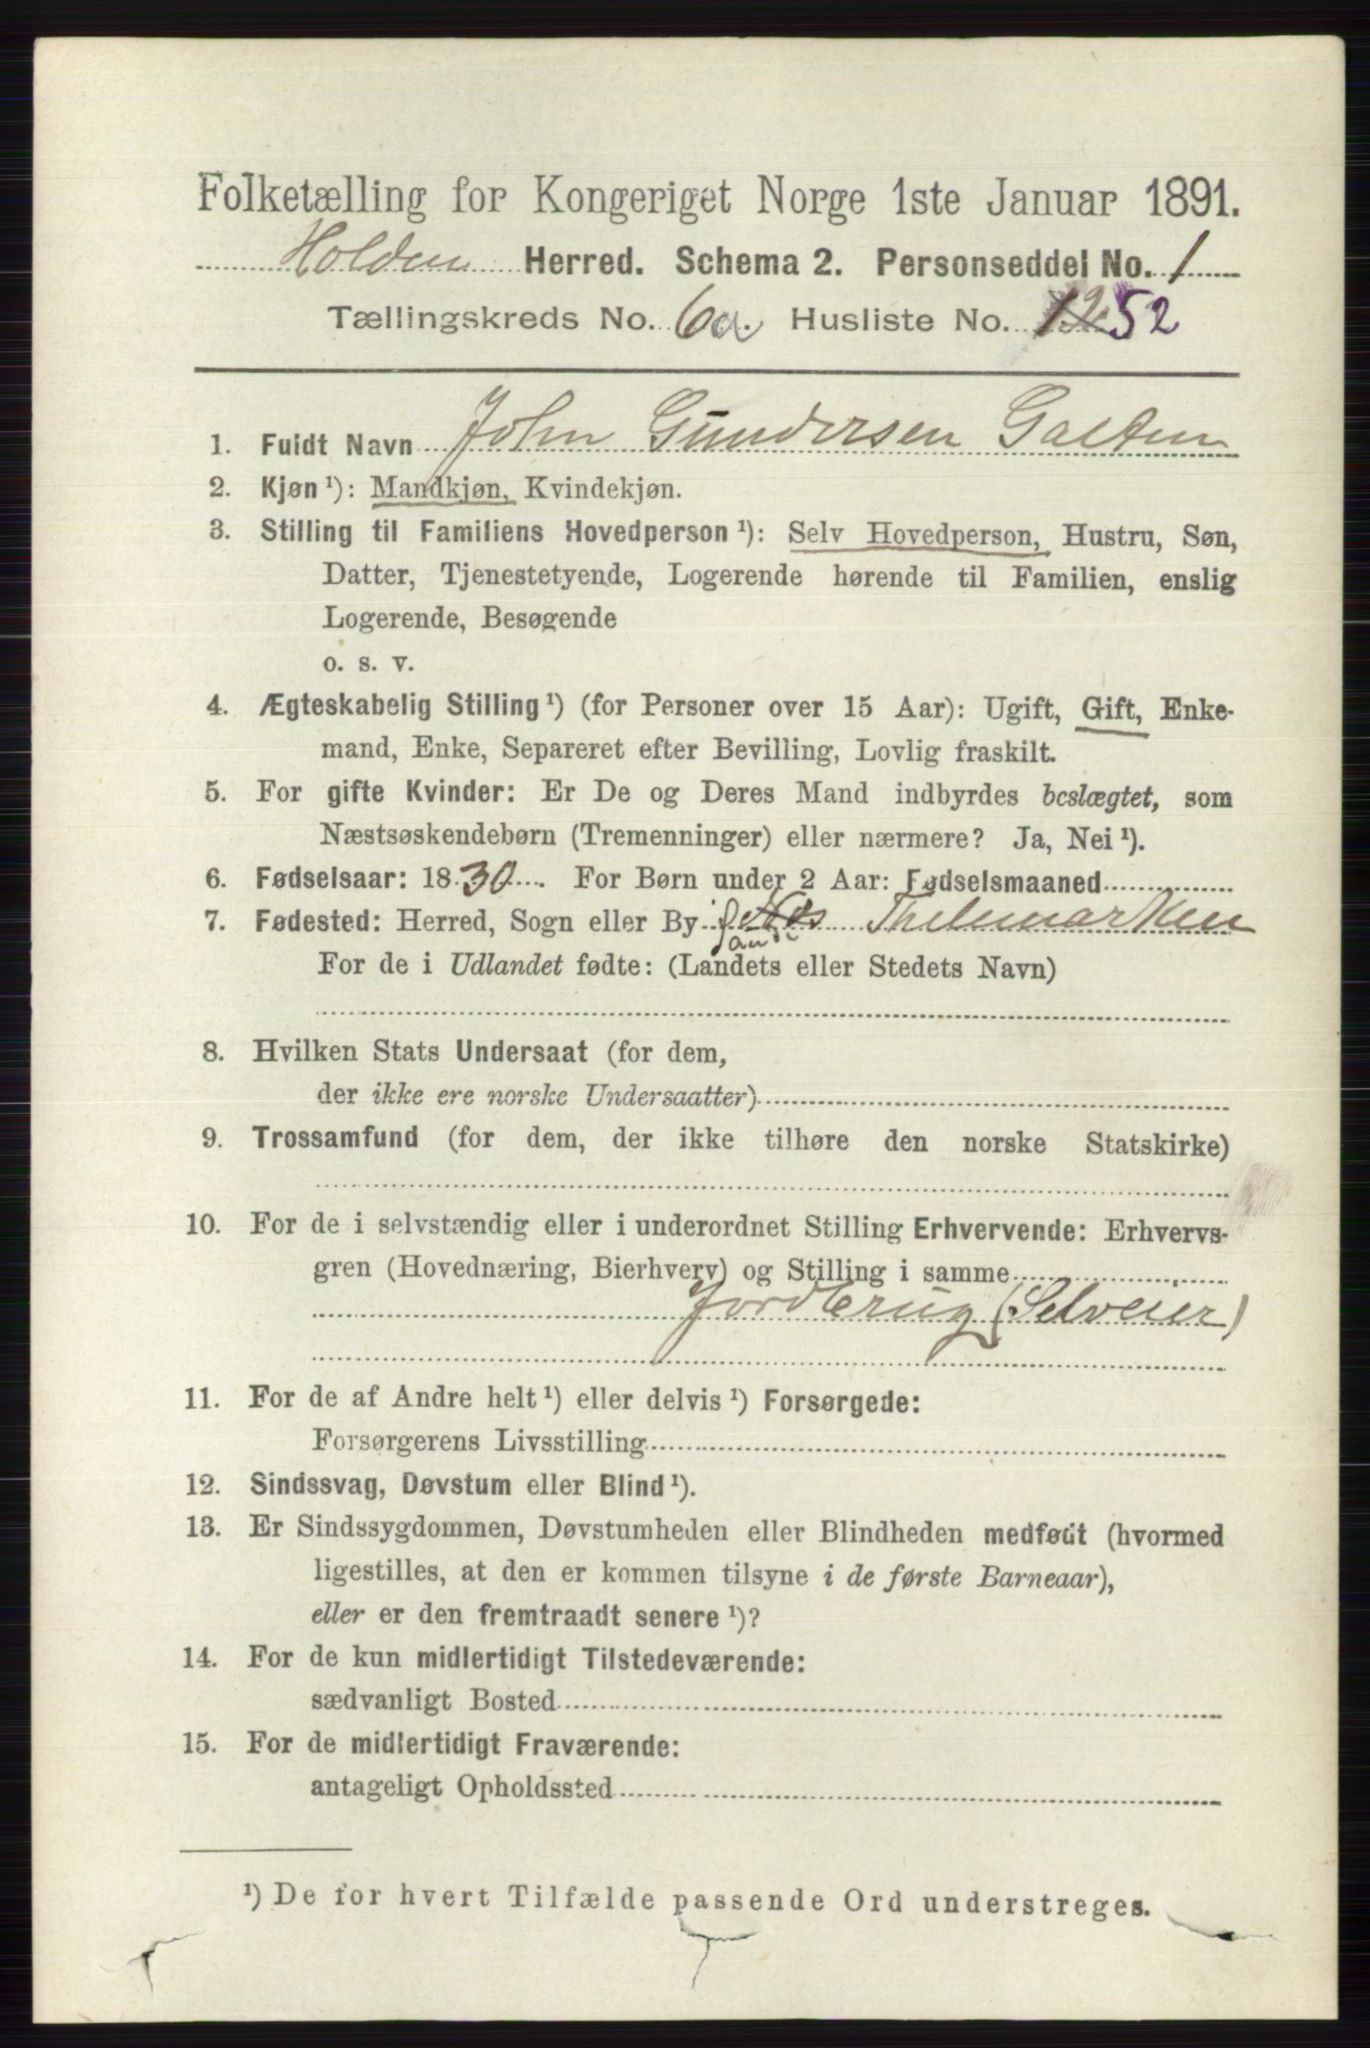 Folketælling for Kongeriget Norge 1ste Januar 1891.
Holden Herred. Schema 2. Personseddel No. 1
Tællingskreds No. 6a. Husliste No. 12 52
1. Fuldt Navn John Gundersen
2. Kjøn ¹): Mandkjøn, Kvindekjøn.
3. Stilling til Familiens Hovedperson ¹): Selv Hovedperson, Hustru, Søn,
Datter, Tjenestetyende, Logerende hørende til Familien, enslig
Logerende, Besøgende
o. s. v.
4. Ægteskabelig Stilling ¹) (for Personer over 15 Aar): Ugift, Gift, Enke-
mand, Enke, Separeret efter Bevilling, Lovlig fraskilt.
5. For gifte Kvinder: Er De og Deres Mand indbyrdes beslægtet, som
Næstsøskendebørn (Tremenninger) eller nærmere? Ja, Nei ¹).
6. Fødselsaar: 1830. For Børn under 2 Aar: Fødselsmaaned
7. Fødested: Herred, Sogn eller By Thelemarken
For de i Udlandet fødte: (Landets eller Stedets Navn)
8. Hvilken Stats Undersaat (for dem,
der ikke ere norske Undersaatter)
9. Trossamfund (for dem, der ikke tilhøre den norske Statskirke)
10. For de i selvstændig eller i underordnet Stilling Erhvervende: Erhvervs-
gren (Hovednæring, Bierhverv) og Stilling i samme
Jordbrug (Selveier)
11. For de af Andre helt ¹) eller delvis ¹) Forsørgede:
Forsørgerens Livsstilling
12. Sindssvag, Døvstum eller Blind ¹).
13. Er Sindssygdommen, Døvstumheden eller Blindheden medfødt (hvormed
ligestilles, at den er kommen tilsyne i de første Barneaar),
eller er den fremtraadt senere ¹)?
14. For de kun midlertidigt Tilstedeværende:
sædvanligt Bosted
15. For de midlertidigt Fraværende:
antageligt Opholdssted
¹) De for hvert Tilfælde passende Ord understreges.